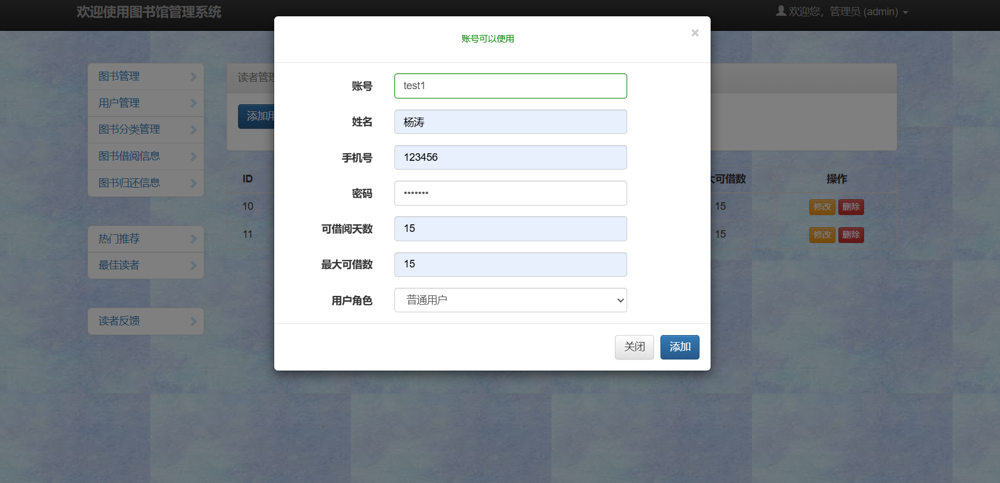 欢迎使用图书馆管理系统
欢迎您，管理员 (admin)
账号可以使用
×
图书管理
用户管理
图书分类管理
图书借阅信息
图书归还信息
热门推荐
最佳读者
读者反馈
读者管理
添加用
账号 test1
姓名 杨涛
手机号 123456
密码 •••••••
可借阅天数 15
最大可借数 15
用户角色 普通用户
关闭 添加
ID 大可借数 操作
10 15 修改 删除
11 15 修改 删除